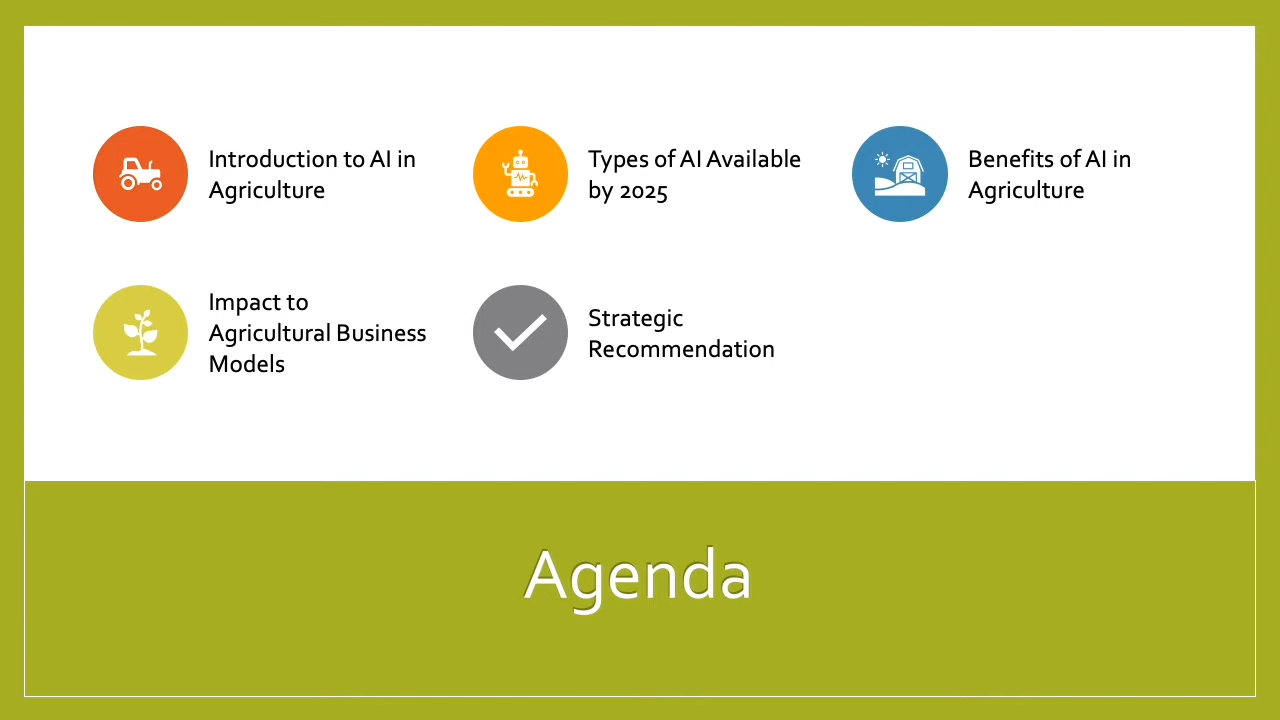 Introduction to AI in
Agriculture
Types of AI Available
by 2025
Benefits of AI in
Agriculture
Impact to
Agricultural Business
Models
Strategic
Recommendation
Agenda